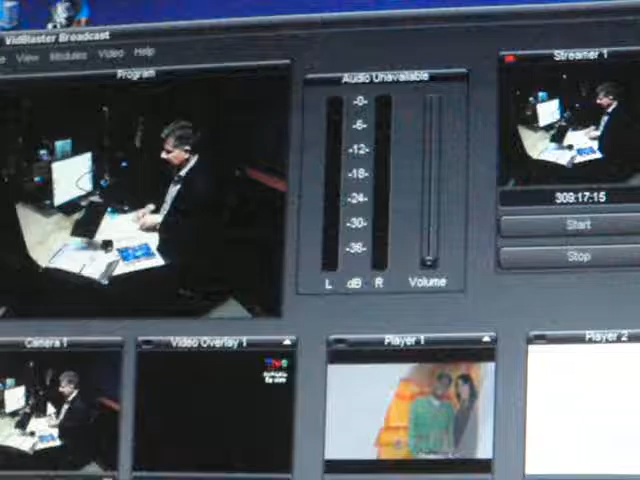 VidBlaster Broadcast
View Modules Video Help
Program
Audio Unavailable
Streamer 1
-0-
-6-
-12-
-18-
-24-
-30-
-36-
L dB R Volume
309:17:15
Start
Stop
Camera 1
Video Overlay 1
Player 1
Player 2